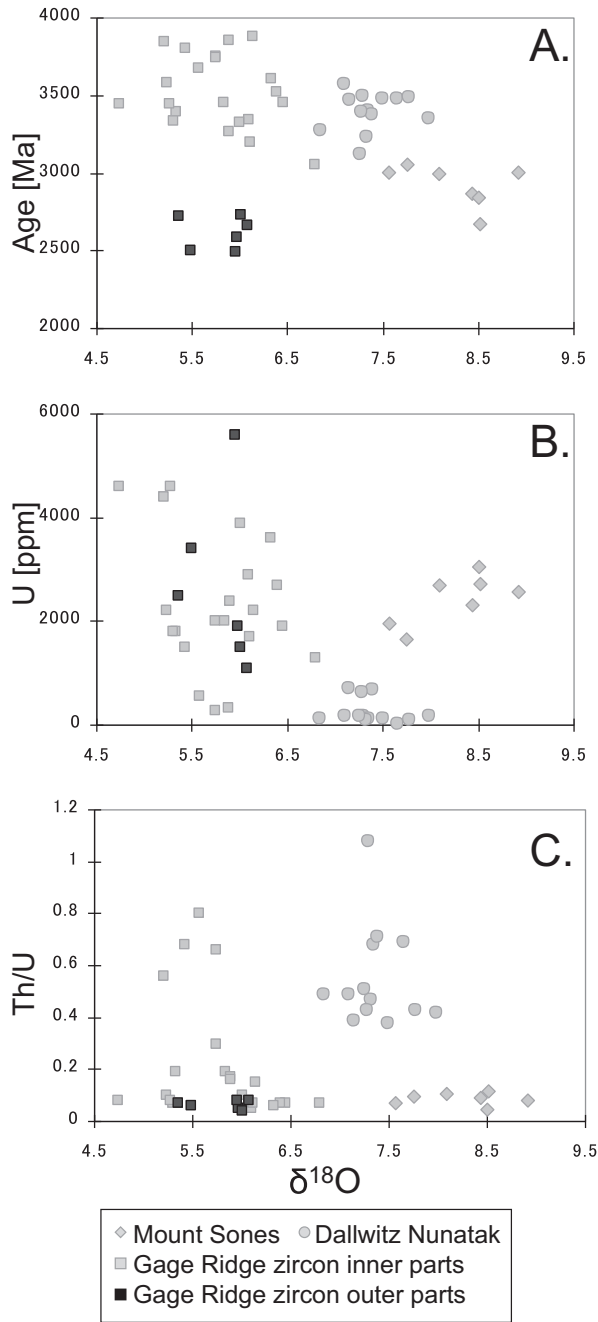 A.
4000
3500
3000
2500
2000
Age [Ma]
4.5 5.5 6.5 7.5 8.5 9.5
B.
6000
4000
2000
0
U [ppm]
4.5 5.5 6.5 7.5 8.5 9.5
C.
1.2
1
0.8
0.6
0.4
0.2
0
Th/U
4.5 5.5 6.5 7.5 8.5 9.5
δ¹⁸O
Mount Sones Dallwitz Nunatak
Gage Ridge zircon inner parts
Gage Ridge zircon outer parts